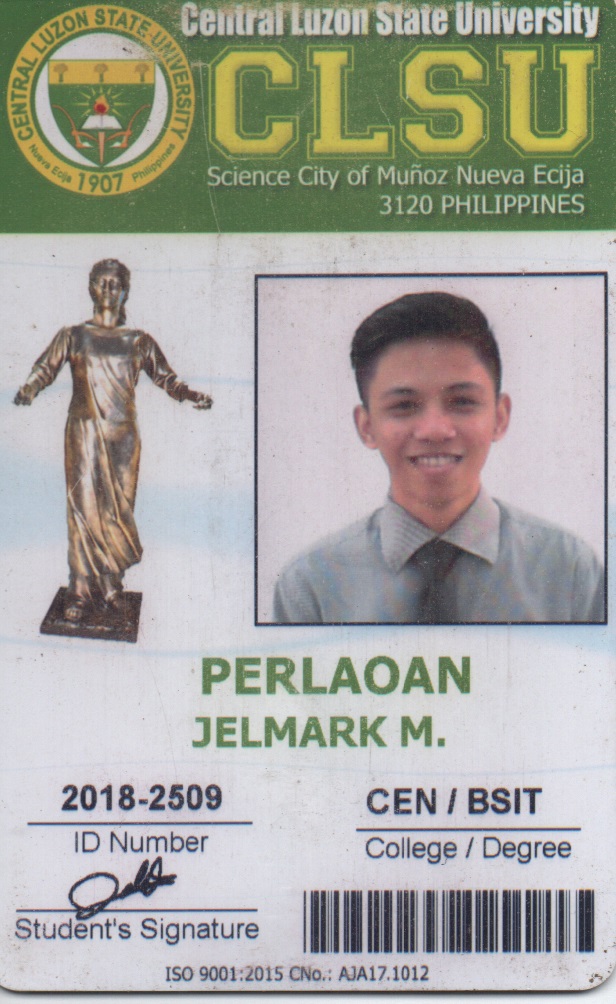 Central Luzon State University
CENTRAL LUZON STATE UNIVERSITY
Nueva Ecija 1907 Philippines
CLSU
Science City of Muñoz Nueva Ecija
3120 PHILIPPINES
PERLAOAN
JELMARK M.
2018-2509
ID Number
CEN / BSIT
College / Degree
Student's Signature
ISO 9001:2015 CNo.: AJA17.1012